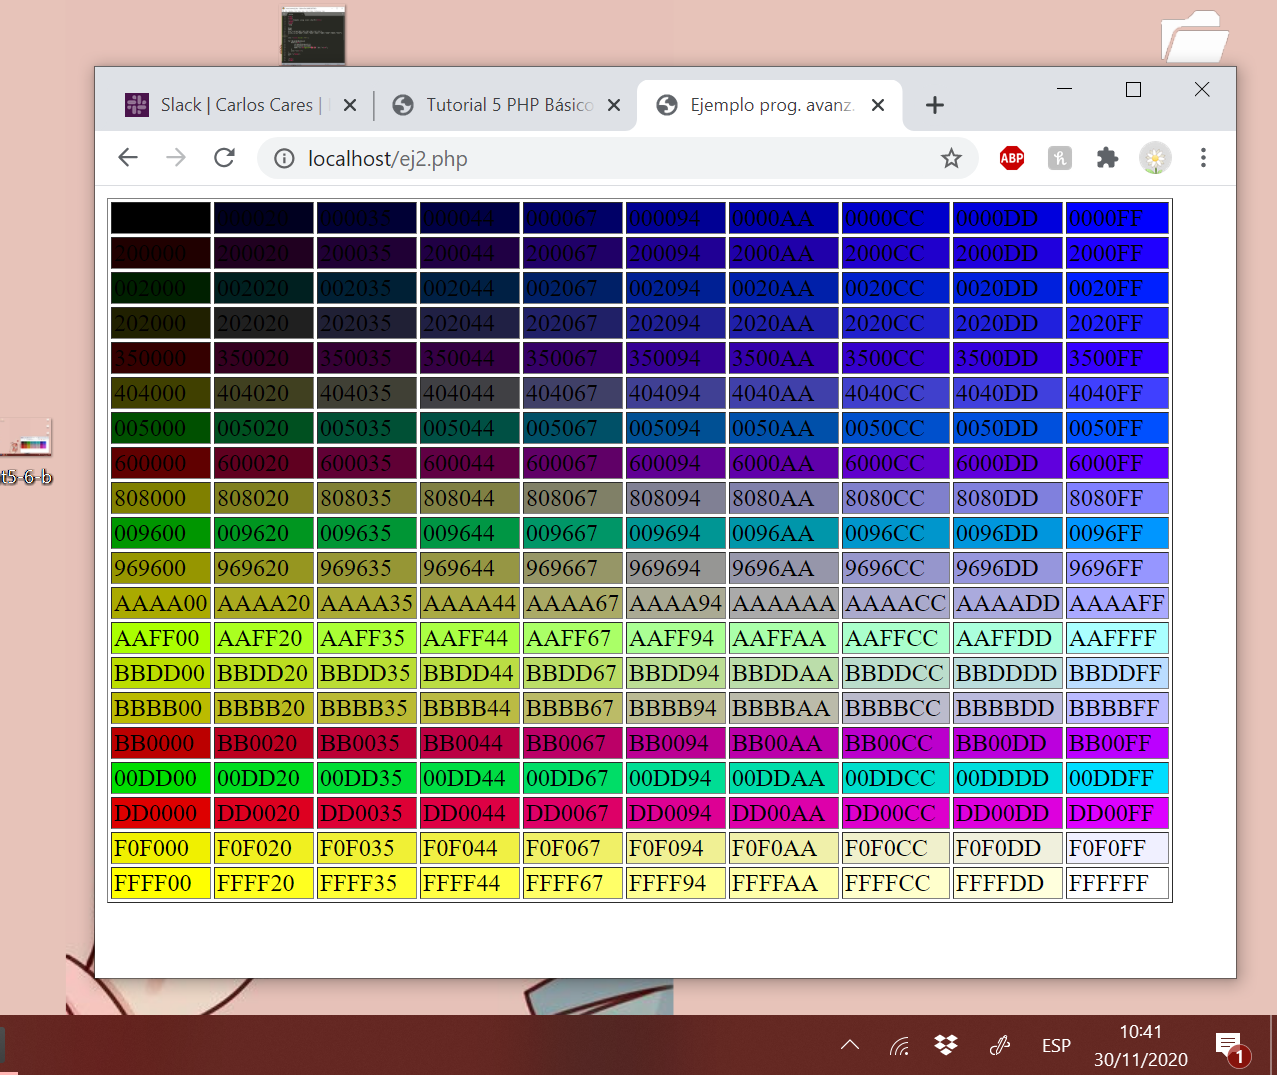 Slack | Carlos Cares |
Tutorial 5 PHP Básico
Ejemplo prog. avanz.
localhost/ej2.php
ABP
000020 000035 000044 000067 000094 0000AA 0000CC 0000DD 0000FF
200000 200020 200035 200044 200067 200094 2000AA 2000CC 2000DD 2000FF
002000 002020 002035 002044 002067 002094 0020AA 0020CC 0020DD 0020FF
202000 202020 202035 202044 202067 202094 2020AA 2020CC 2020DD 2020FF
350000 350020 350035 350044 350067 350094 3500AA 3500CC 3500DD 3500FF
404000 404020 404035 404044 404067 404094 4040AA 4040CC 4040DD 4040FF
005000 005020 005035 005044 005067 005094 0050AA 0050CC 0050DD 0050FF
600000 600020 600035 600044 600067 600094 6000AA 6000CC 6000DD 6000FF
808000 808020 808035 808044 808067 808094 8080AA 8080CC 8080DD 8080FF
009600 009620 009635 009644 009667 009694 0096AA 0096CC 0096DD 0096FF
969600 969620 969635 969644 969667 969694 9696AA 9696CC 9696DD 9696FF
AAAA00 AAAA20 AAAA35 AAAA44 AAAA67 AAAA94 AAAAAA AAAACC AAAADD AAAAFF
AAFF00 AAFF20 AAFF35 AAFF44 AAFF67 AAFF94 AAFFAA AAFFCC AAFFDD AAFFFF
BBDD00 BBDD20 BBDD35 BBDD44 BBDD67 BBDD94 BBDDAA BBDDCC BBDDDD BBDDFF
BBBB00 BBBB20 BBBB35 BBBB44 BBBB67 BBBB94 BBBBAA BBBBCC BBBBDD BBBBFF
BB0000 BB0020 BB0035 BB0044 BB0067 BB0094 BB00AA BB00CC BB00DD BB00FF
00DD00 00DD20 00DD35 00DD44 00DD67 00DD94 00DDAA 00DDCC 00DDDD 00DDFF
DD0000 DD0020 DD0035 DD0044 DD0067 DD0094 DD00AA DD00CC DD00DD DD00FF
F0F000 F0F020 F0F035 F0F044 F0F067 F0F094 F0F0AA F0F0CC F0F0DD F0F0FF
FFFF00 FFFF20 FFFF35 FFFF44 FFFF67 FFFF94 FFFFAA FFFFCC FFFFDD FFFFFF
t5-6-b
ESP
10:41
30/11/2020
1